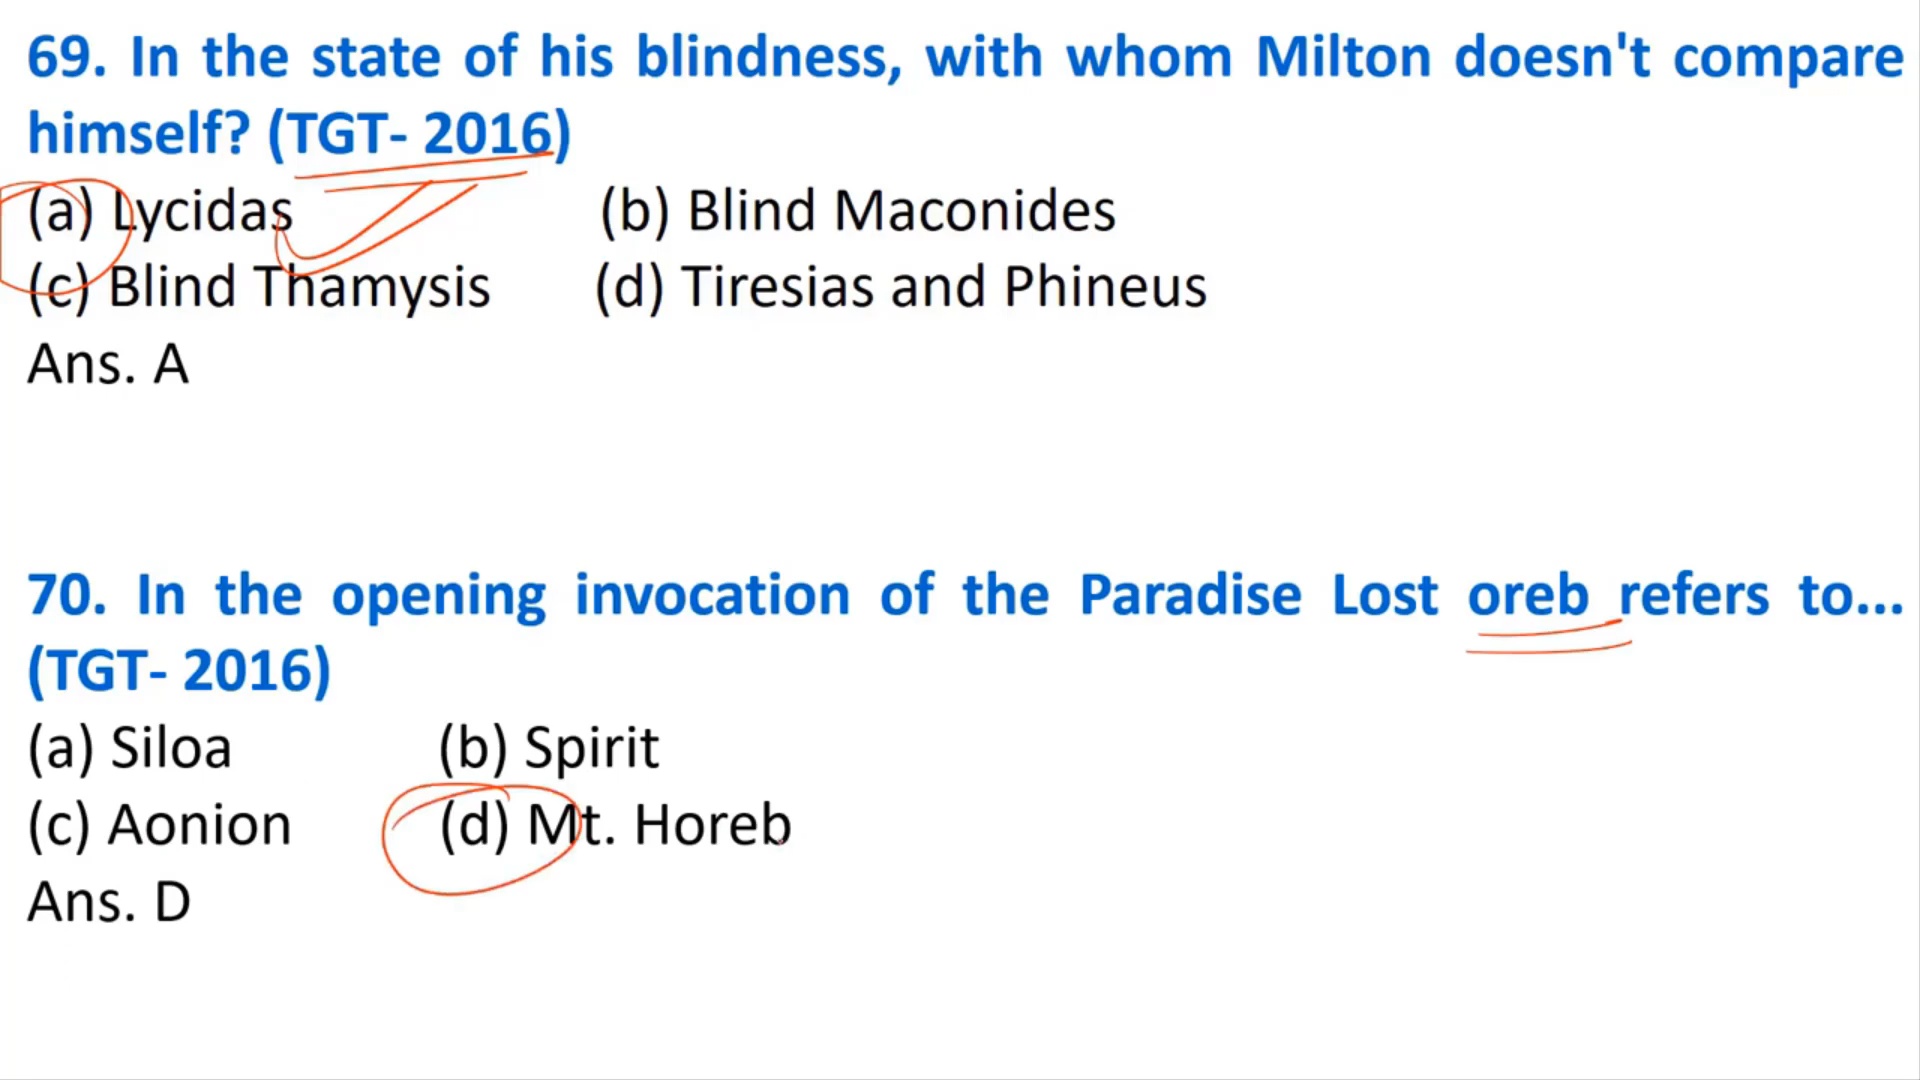 69. In the state of his blindness, with whom Milton doesn't compare
himself? (TGT- 2016)
(a) Lycidas (b) Blind Maconides
(c) Blind Thamysis (d) Tiresias and Phineus
Ans. A
70. In the opening invocation of the Paradise Lost oreb refers to...
(TGT- 2016)
(a) Siloa (b) Spirit
(c) Aonion (d) Mt. Horeb
Ans. D